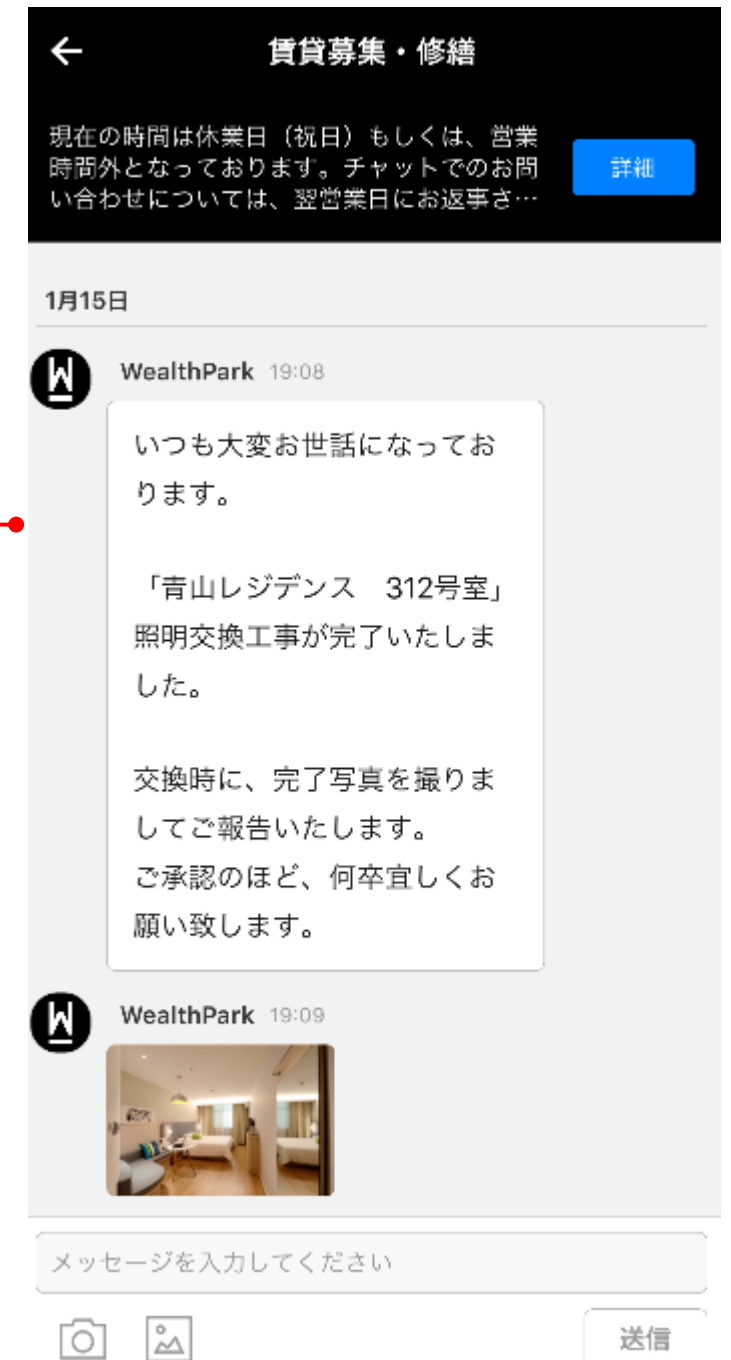 賃貸募集・修繕
現在の時間は休業日（祝日）もしくは、営業
時間外となっております。チャットでのお問
い合わせについては、翌営業日にお返事さ…
詳細
1月15日
WealthPark 19:08
いつも大変お世話になってお
ります。
「青山レジデンス　312号室」
照明交換工事が完了いたしま
した。
交換時に、完了写真を撮りま
してご報告いたします。
ご承認のほど、何卒宜しくお
願い致します。
WealthPark 19:09
メッセージを入力してください
送信